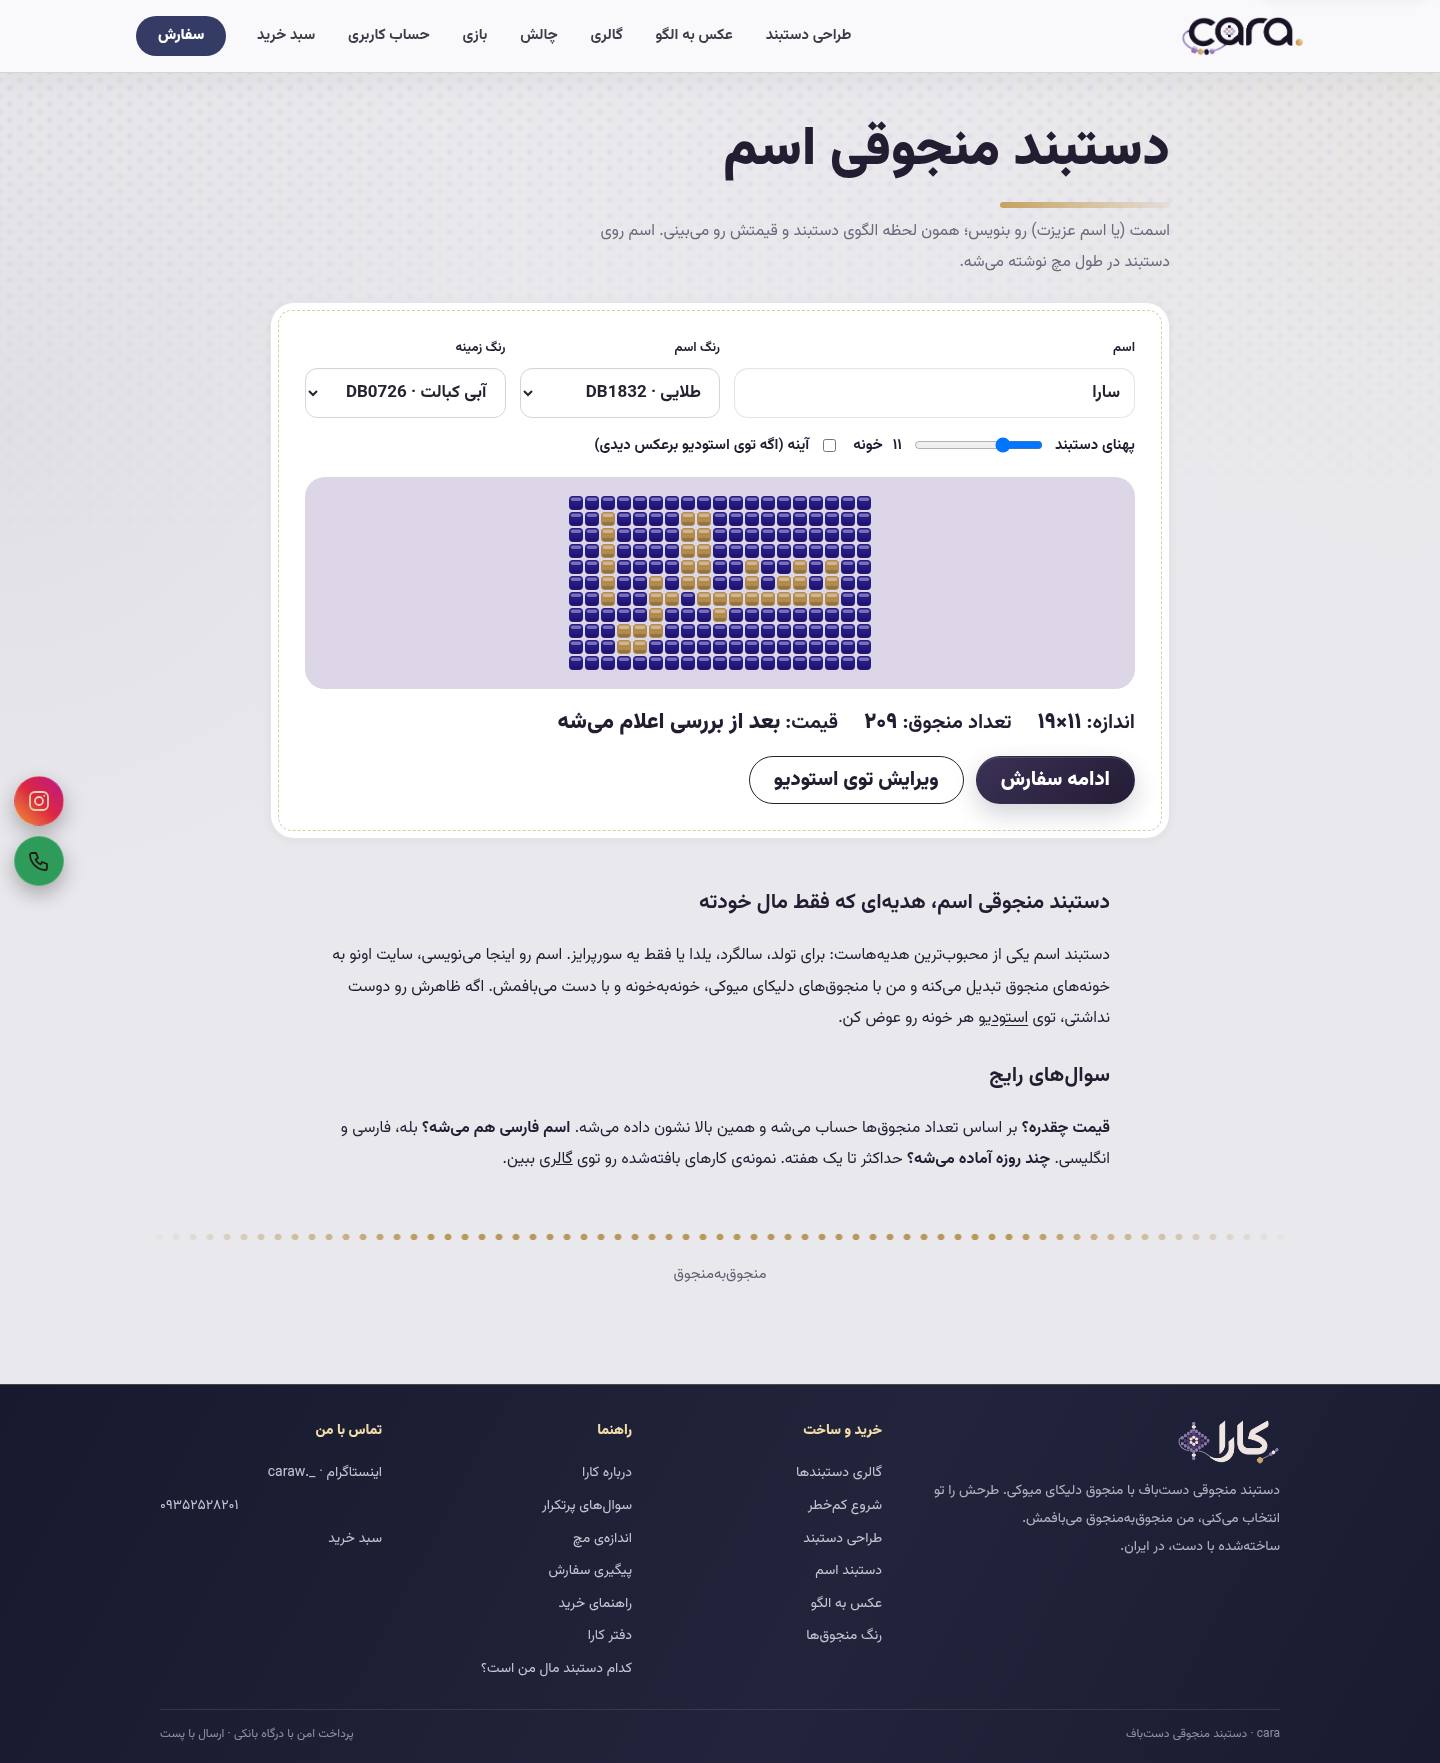 cara.
طراحی دستبند
عکس به الگو
گالری
چالش
بازی
حساب کاربری
سبد خرید
سفارش
دستبند منجوقی اسم
اسمت (یا اسم عزیزت) رو بنویس؛ همون لحظه الگوی دستبند و قیمتش رو می‌بینی. اسم روی
دستبند در طول مچ نوشته می‌شه.
اسم
رنگ اسم
رنگ زمینه
سارا
طلایی · DB1832
آبی کبالت · DB0726
پهنای دستبند
۱۱ خونه
آینه (اگه توی استودیو برعکس دیدی)
سارا
اندازه: ۱۱×۱۹
تعداد منجوق: ۲۰۹
قیمت: بعد از بررسی اعلام می‌شه
ادامه سفارش
ویرایش توی استودیو
دستبند منجوقی اسم، هدیه‌ای که فقط مال خودته
دستبند اسم یکی از محبوب‌ترین هدیه‌هاست: برای تولد، سالگرد، یلدا یا فقط یه سورپرایز. اسم رو اینجا می‌نویسی، سایت اونو به
خونه‌های منجوق تبدیل می‌کنه و من با منجوق‌های دلیکای میوکی، خونه‌به‌خونه و با دست می‌بافمش. اگه ظاهرش رو دوست
نداشتی، توی استودیو هر خونه رو عوض کن.
سوال‌های رایج
قیمت چقدره؟ بر اساس تعداد منجوق‌ها حساب می‌شه و همین بالا نشون داده می‌شه. اسم فارسی هم می‌شه؟ بله، فارسی و
انگلیسی. چند روزه آماده می‌شه؟ حداکثر تا یک هفته. نمونه‌ی کارهای بافته‌شده رو توی گالری ببین.
منجوق‌به‌منجوق
کارا
دستبند منجوقی دست‌باف با منجوق دلیکای میوکی. طرحش را تو
انتخاب می‌کنی، من منجوق‌به‌منجوق می‌بافمش.
ساخته‌شده با دست، در ایران.
خرید و ساخت
گالری دستبندها
شروع کم‌خطر
طراحی دستبند
دستبند اسم
عکس به الگو
رنگ منجوق‌ها
راهنما
درباره کارا
سوال‌های پرتکرار
اندازه‌ی مچ
پیگیری سفارش
راهنمای خرید
دفتر کارا
کدام دستبند مال من است؟
تماس با من
اینستاگرام · caraw._
۰۹۳۵۲۵۲۸۲۰۱
سبد خرید
cara · دستبند منجوقی دست‌باف
پرداخت امن با درگاه بانکی · ارسال با پست